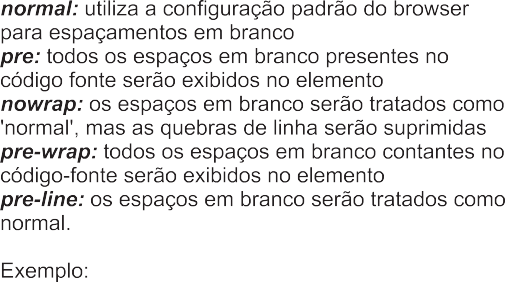 normal: utiliza a configuração padrão do browser
para espaçamentos em branco
pre: todos os espaços em branco presentes no
código fonte serão exibidos no elemento
nowrap: os espaços em branco serão tratados como
'normal', mas as quebras de linha serão suprimidas
pre-wrap: todos os espaços em branco contantes no
código-fonte serão exibidos no elemento
pre-line: os espaços em branco serão tratados como
normal.
Exemplo: